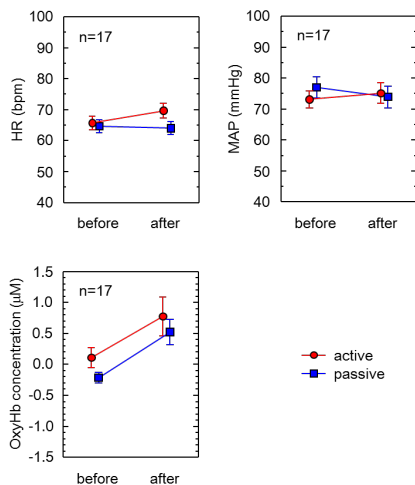 HR (bpm)
100
90
80
70
60
50
40
n=17
before after
MAP (mmHg)
100
90
80
70
60
50
40
n=17
before after
OxyHb concentration (μM)
1.5
1.0
0.5
0.0
-0.5
-1.0
-1.5
n=17
before after
active
passive